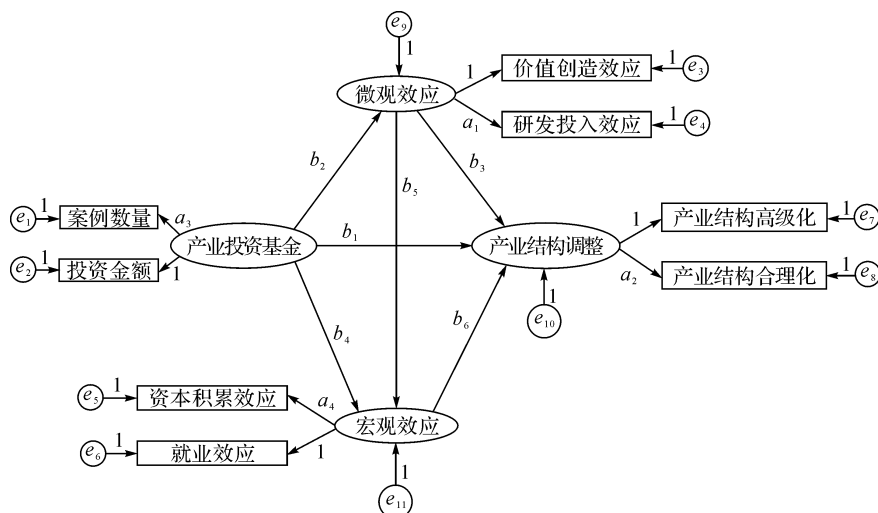 e₉
1
1
价值创造效应
1
e₃
微观效应
a₁
研发投入效应
1
e₄
b₂
b₅
b₃
e₁
1
案例数量
a₃
产业投资基金
b₁
产业结构调整
1
产业结构高级化
1
e₇
e₂
1
投资金额
1
a₂
产业结构合理化
1
e₈
1
e₁₀
b₄
b₆
e₅
1
资本积累效应
a₄
宏观效应
e₆
1
就业效应
1
1
e₁₁